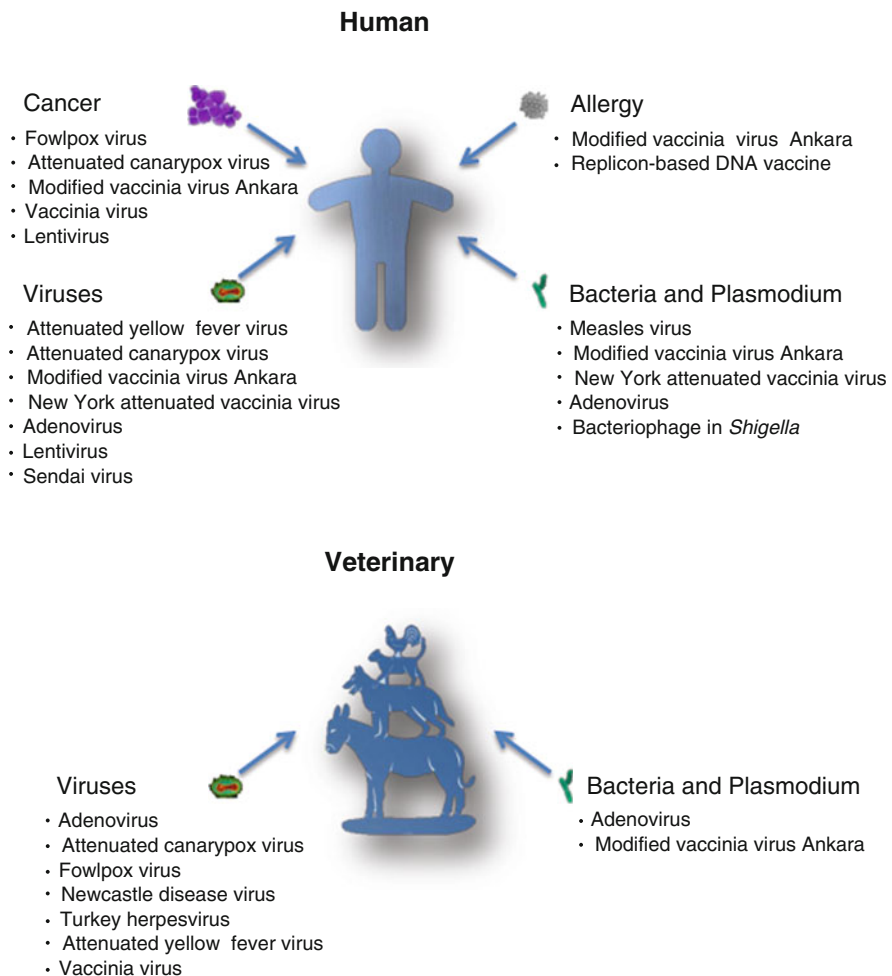 Human
Cancer
• Fowlpox virus
• Attenuated canarypox virus
• Modified vaccinia virus Ankara
• Vaccinia virus
• Lentivirus
Allergy
• Modified vaccinia virus Ankara
• Replicon-based DNA vaccine
Viruses
• Attenuated yellow fever virus
• Attenuated canarypox virus
• Modified vaccinia virus Ankara
• New York attenuated vaccinia virus
• Adenovirus
• Lentivirus
• Sendai virus
Bacteria and Plasmodium
• Measles virus
• Modified vaccinia virus Ankara
• New York attenuated vaccinia virus
• Adenovirus
• Bacteriophage in Shigella
Veterinary
Viruses
• Adenovirus
• Attenuated canarypox virus
• Fowlpox virus
• Newcastle disease virus
• Turkey herpesvirus
• Attenuated yellow fever virus
• Vaccinia virus
Bacteria and Plasmodium
• Adenovirus
• Modified vaccinia virus Ankara